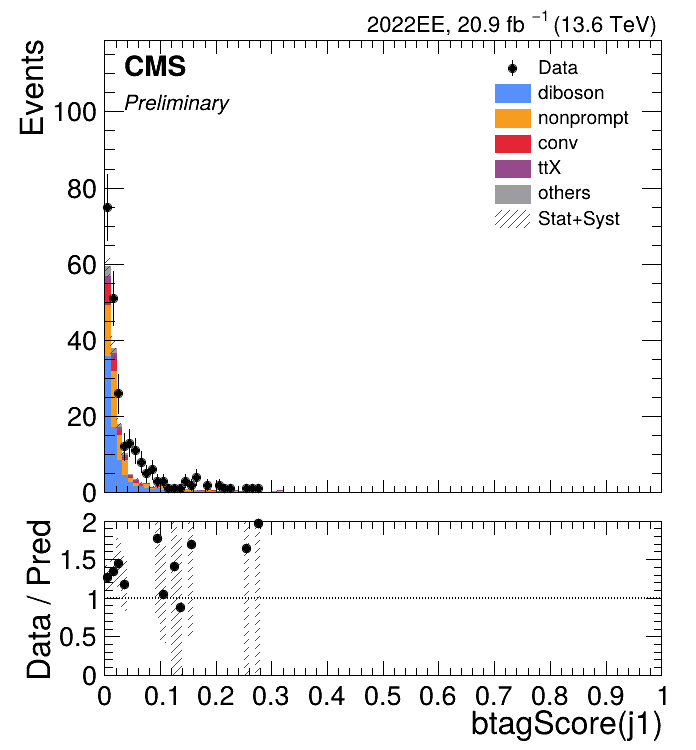 2022EE, 20.9 fb⁻¹ (13.6 TeV)
CMS
Preliminary
Events
100
80
60
40
20
0
Data
diboson
nonprompt
conv
ttX
others
Stat+Syst
Data / Pred
2
1.5
1
0.5
0
0 0.1 0.2 0.3 0.4 0.5 0.6 0.7 0.8 0.9 1
btagScore(j1)